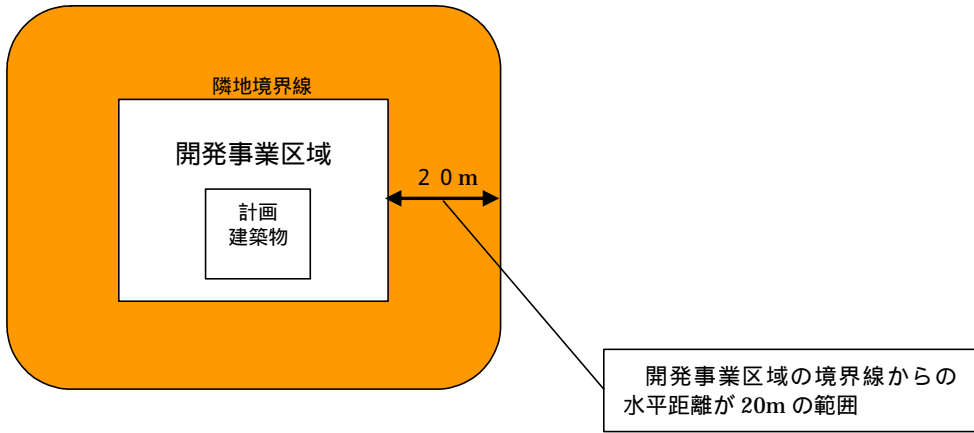 隣地境界線
開発事業区域
２０m
計画
建築物
開発事業区域の境界線からの
水平距離が 20m の範囲